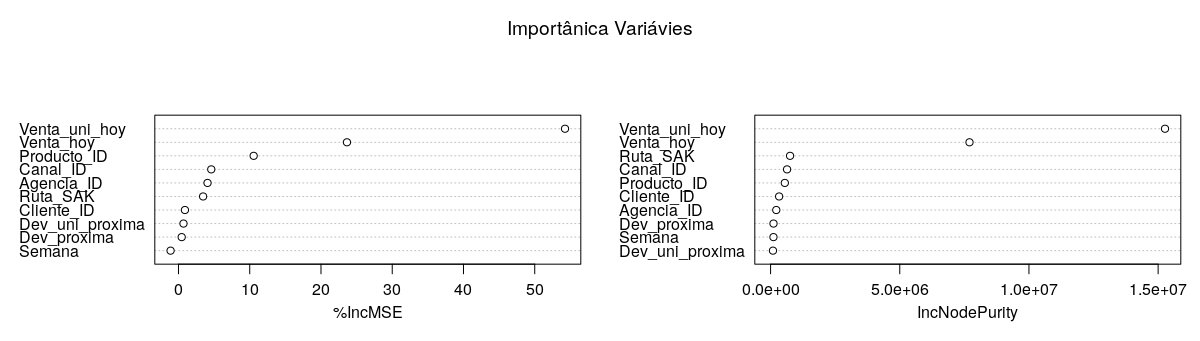 Importânica Variávies
Venta_uni_hoy
Venta_hoy
Producto_ID
Canal_ID
Agencia_ID
Ruta_SAK
Cliente_ID
Dev_uni_proxima
Dev_proxima
Semana
0 10 20 30 40 50
%IncMSE
Venta_uni_hoy
Venta_hoy
Ruta_SAK
Canal_ID
Producto_ID
Cliente_ID
Agencia_ID
Dev_proxima
Semana
Dev_uni_proxima
0.0e+00 5.0e+06 1.0e+07 1.5e+07
IncNodePurity